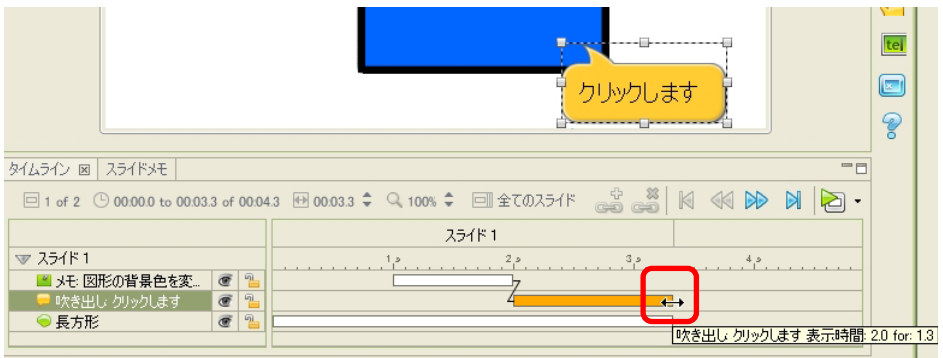 tel
クリックします
タイムライン スライドメモ
1 of 2 00:00.0 to 00:03.3 of 00:04.3 00:03.3 100% 全てのスライド
スライド 1
スライド 1
1 s 2 s 3 s 4 s
メモ: 図形の背景色を変...
吹き出し クリックします
長方形
吹き出し クリックします 表示時間: 2.0 for: 1.3